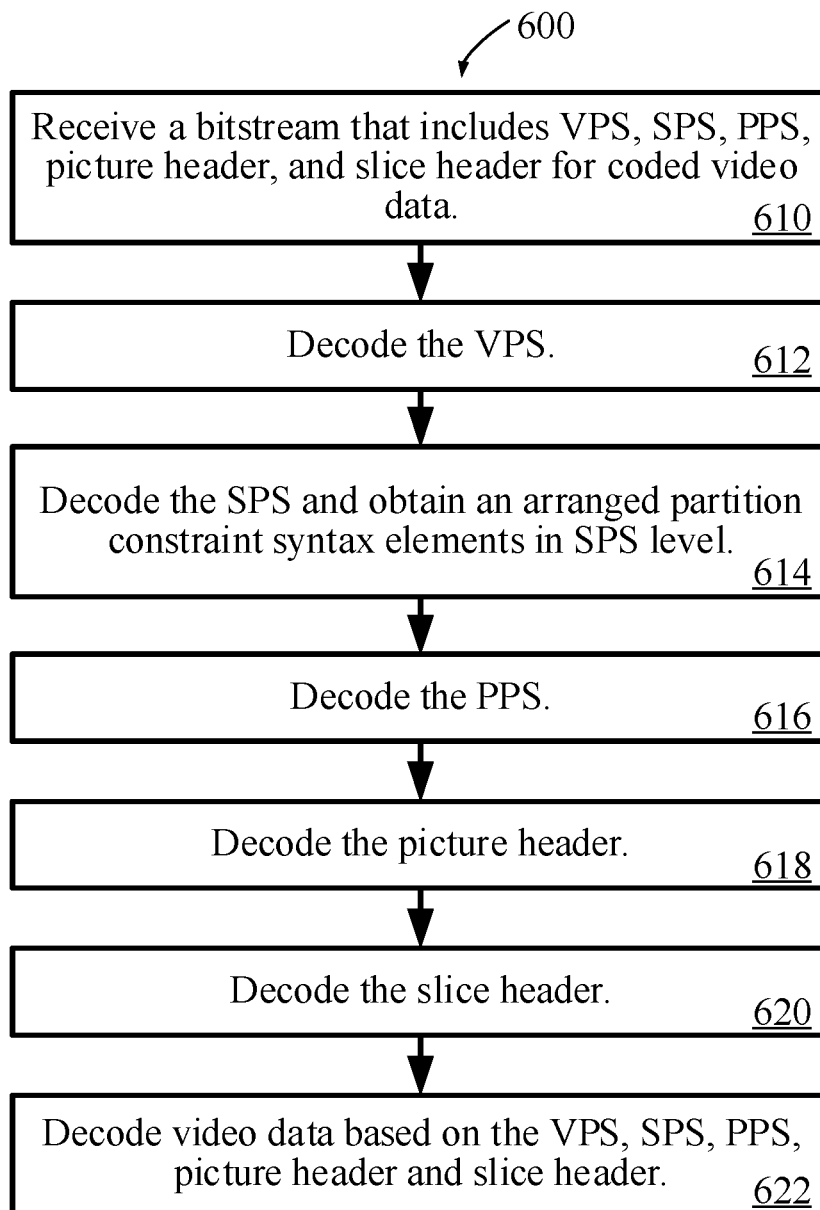 600
Receive a bitstream that includes VPS, SPS, PPS,
picture header, and slice header for coded video
data.
610
Decode the VPS.
612
Decode the SPS and obtain an arranged partition
constraint syntax elements in SPS level.
614
Decode the PPS.
616
Decode the picture header.
618
Decode the slice header.
620
Decode video data based on the VPS, SPS, PPS,
picture header and slice header.
622